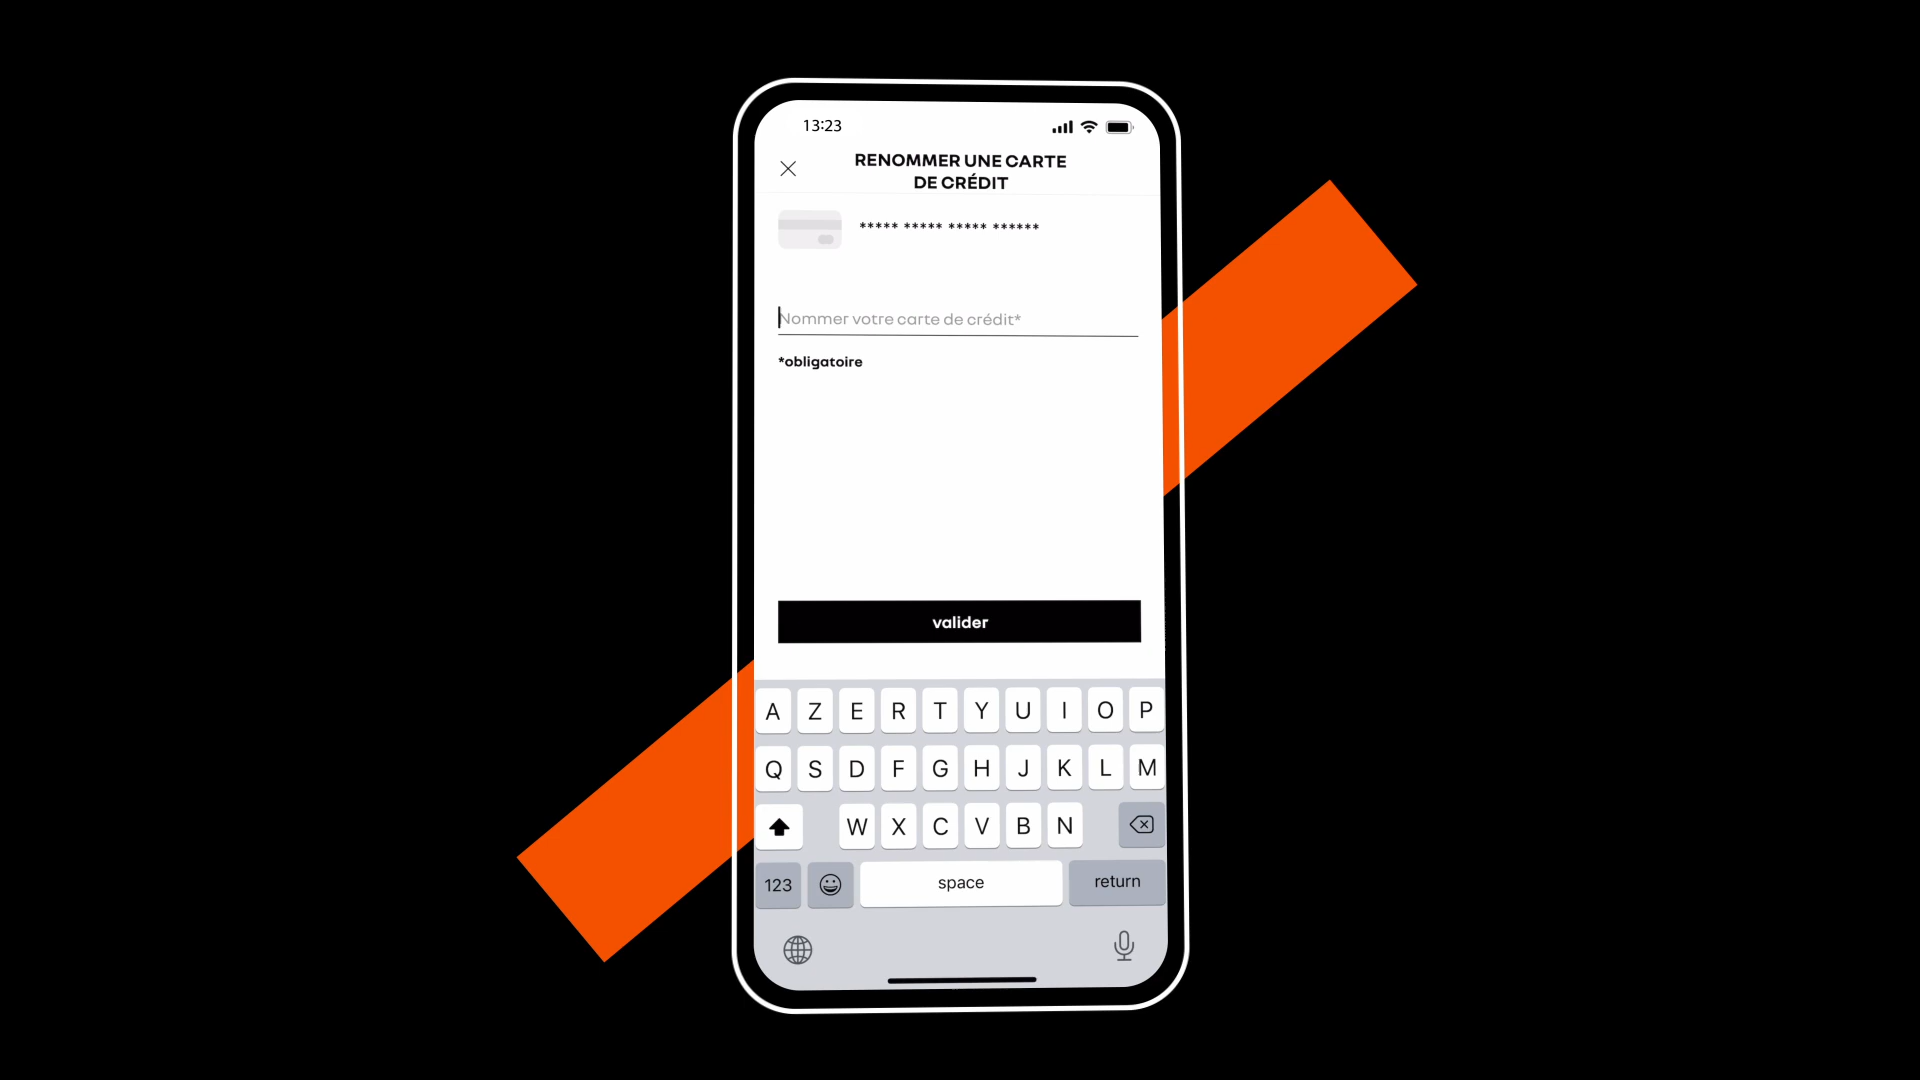 13:23
RENOMMER UNE CARTE
DE CRÉDIT
***** ***** ***** ******
Nommer votre carte de crédit*
*obligatoire
valider
A Z E R T Y U I O P
Q S D F G H J K L M
W X C V B N
123 space return